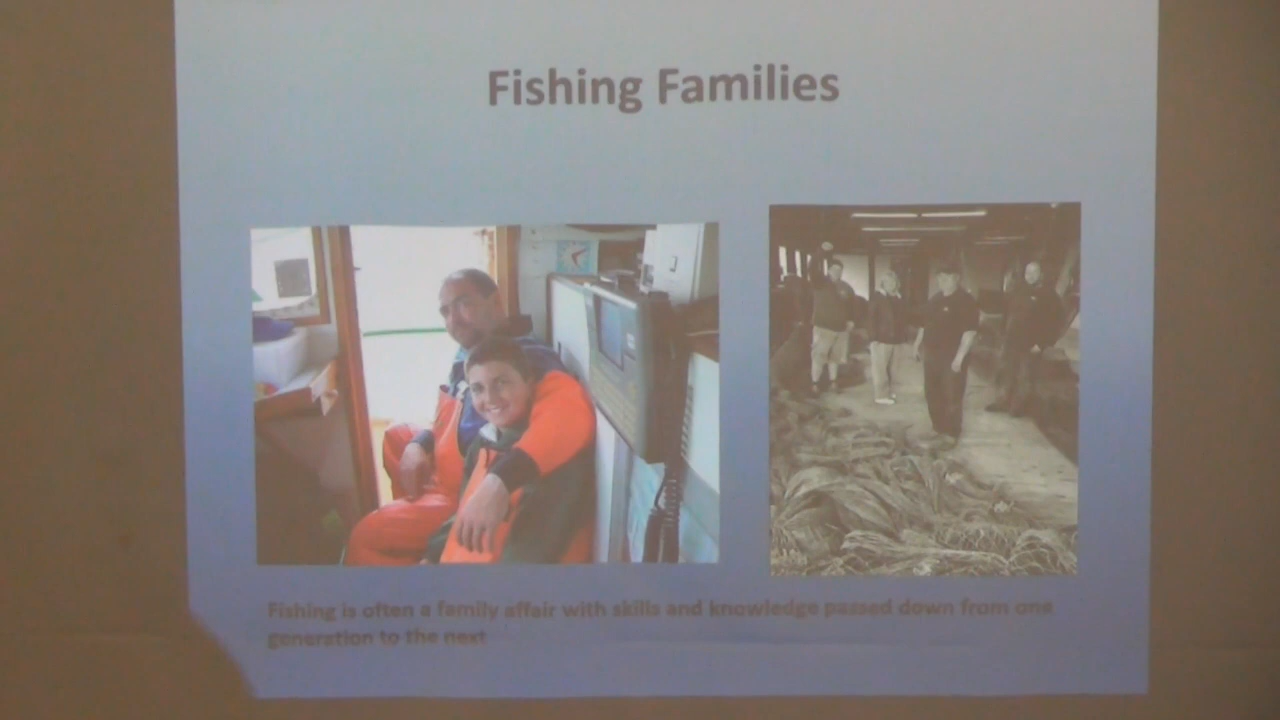 Fishing Families
Fishing is often a family affair with skills and knowledge passed down from one
generation to the next